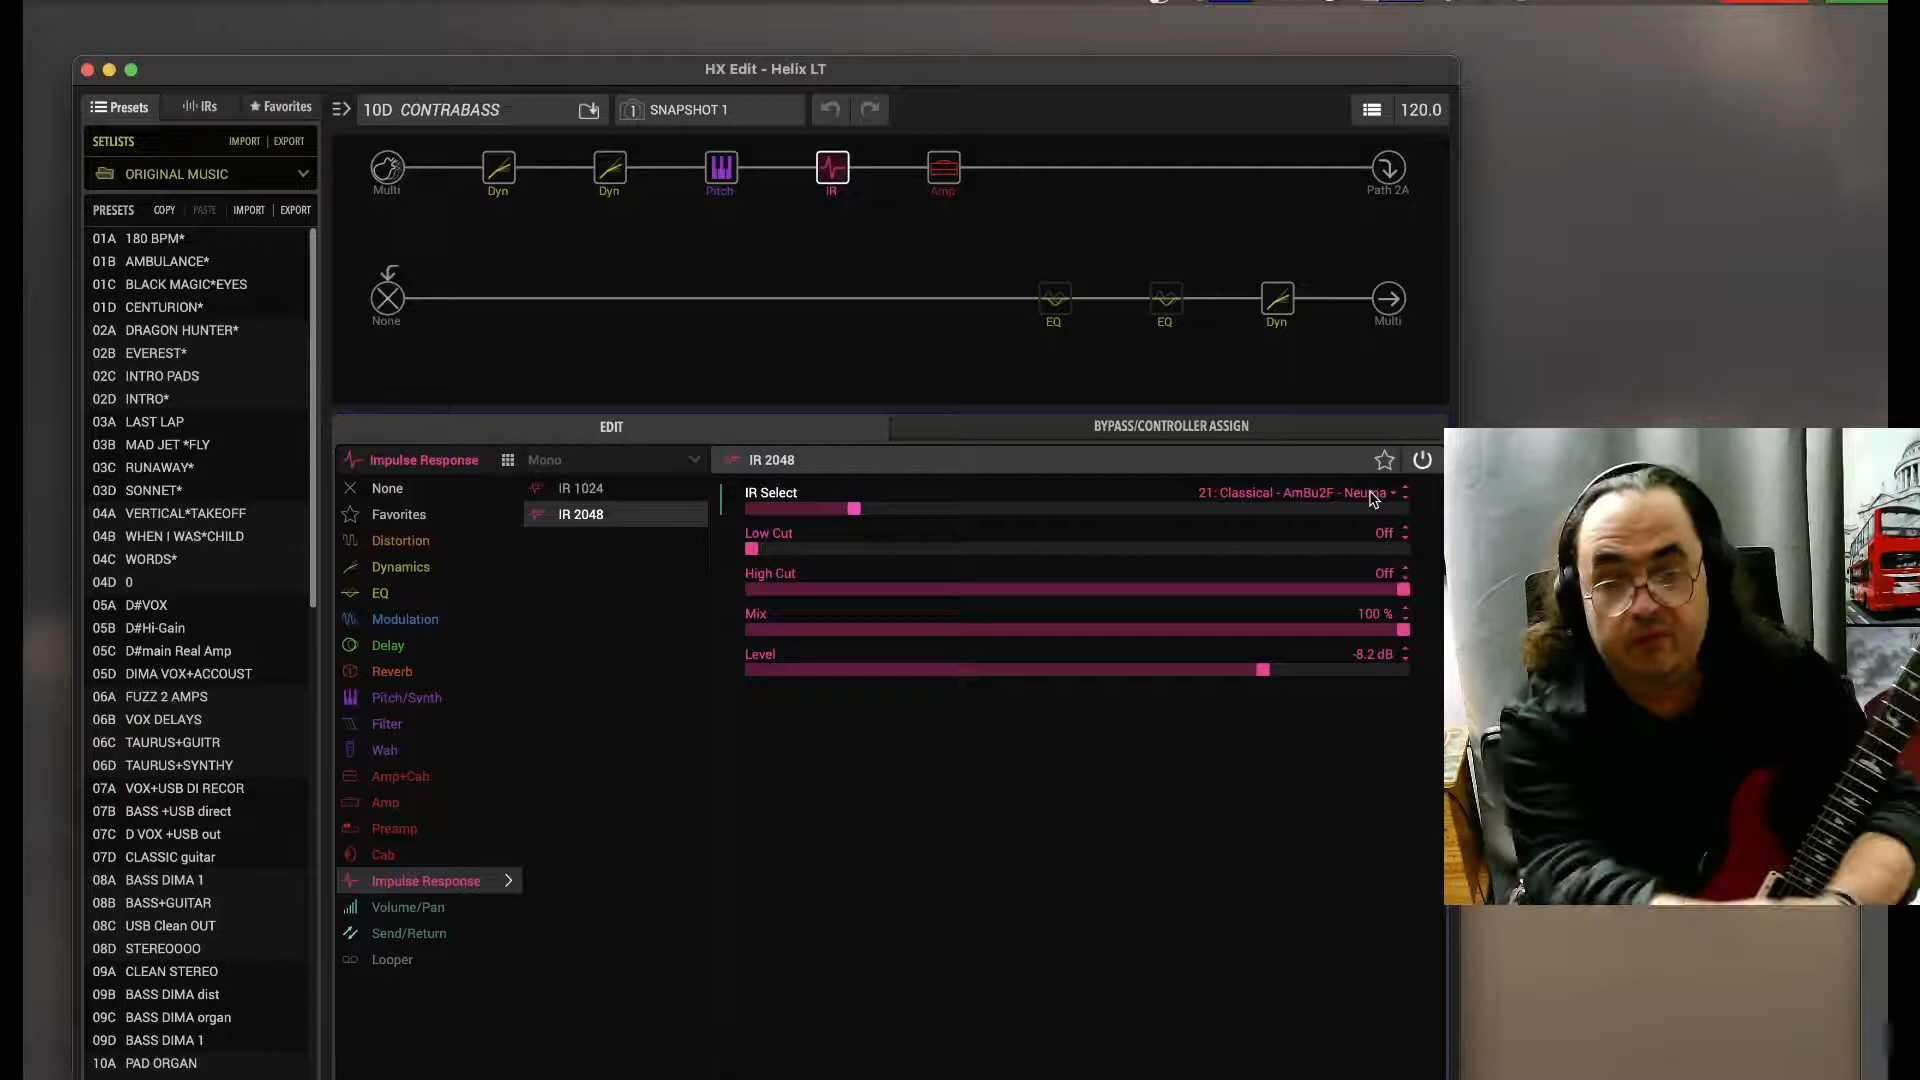 HX Edit - Helix LT
Presets IRs Favorites
10D CONTRABASS
1 SNAPSHOT 1
120.0
SETLISTS IMPORT | EXPORT
ORIGINAL MUSIC
PRESETS COPY PASTE IMPORT | EXPORT
01A 180 BPM*
01B AMBULANCE*
01C BLACK MAGIC*EYES
01D CENTURION*
02A DRAGON HUNTER*
02B EVEREST*
02C INTRO PADS
02D INTRO*
03A LAST LAP
03B MAD JET *FLY
03C RUNAWAY*
03D SONNET*
04A VERTICAL*TAKEOFF
04B WHEN I WAS*CHILD
04C WORDS*
04D 0
05A D#VOX
05B D#Hi-Gain
05C D#main Real Amp
05D DIMA VOX+ACCOUST
06A FUZZ 2 AMPS
06B VOX DELAYS
06C TAURUS+GUITR
06D TAURUS+SYNTHY
07A VOX+USB DI RECOR
07B BASS +USB direct
07C D VOX +USB out
07D CLASSIC guitar
08A BASS DIMA 1
08B BASS+GUITAR
08C USB Clean OUT
08D STEREOOOO
09A CLEAN STEREO
09B BASS DIMA dist
09C BASS DIMA organ
09D BASS DIMA 1
10A PAD ORGAN
Multi Dyn Dyn Pitch IR Amp Path 2A
None EQ EQ Dyn Multi
EDIT
BYPASS/CONTROLLER ASSIGN
Impulse Response
Mono
None
Favorites
Distortion
Dynamics
EQ
Modulation
Delay
Reverb
Pitch/Synth
Filter
Wah
Amp+Cab
Amp
Preamp
Cab
Impulse Response
Volume/Pan
Send/Return
Looper
IR 1024
IR 2048
IR 2048
IR Select 21: Classical - AmBu2F - Neuma
Low Cut Off
High Cut Off
Mix 100 %
Level -8.2 dB